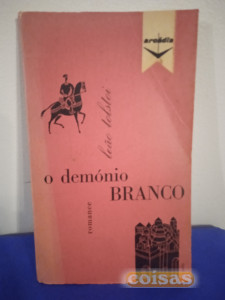 arcádia
leão tolstoi
o demónio
BRANCO
romance
coisas